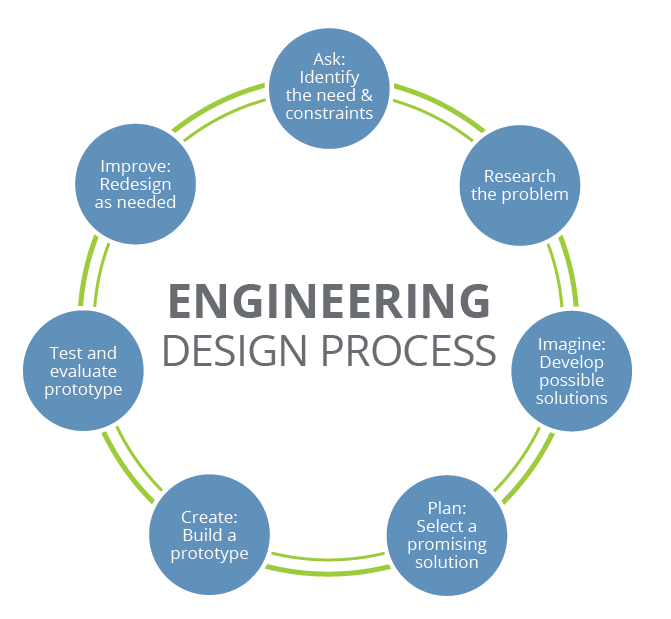 Ask:
Identify
the need &
constraints
Research
the problem
Imagine:
Develop
possible
solutions
Plan:
Select a
promising
solution
Create:
Build a
prototype
Test and
evaluate
prototype
Improve:
Redesign
as needed
ENGINEERING
DESIGN PROCESS